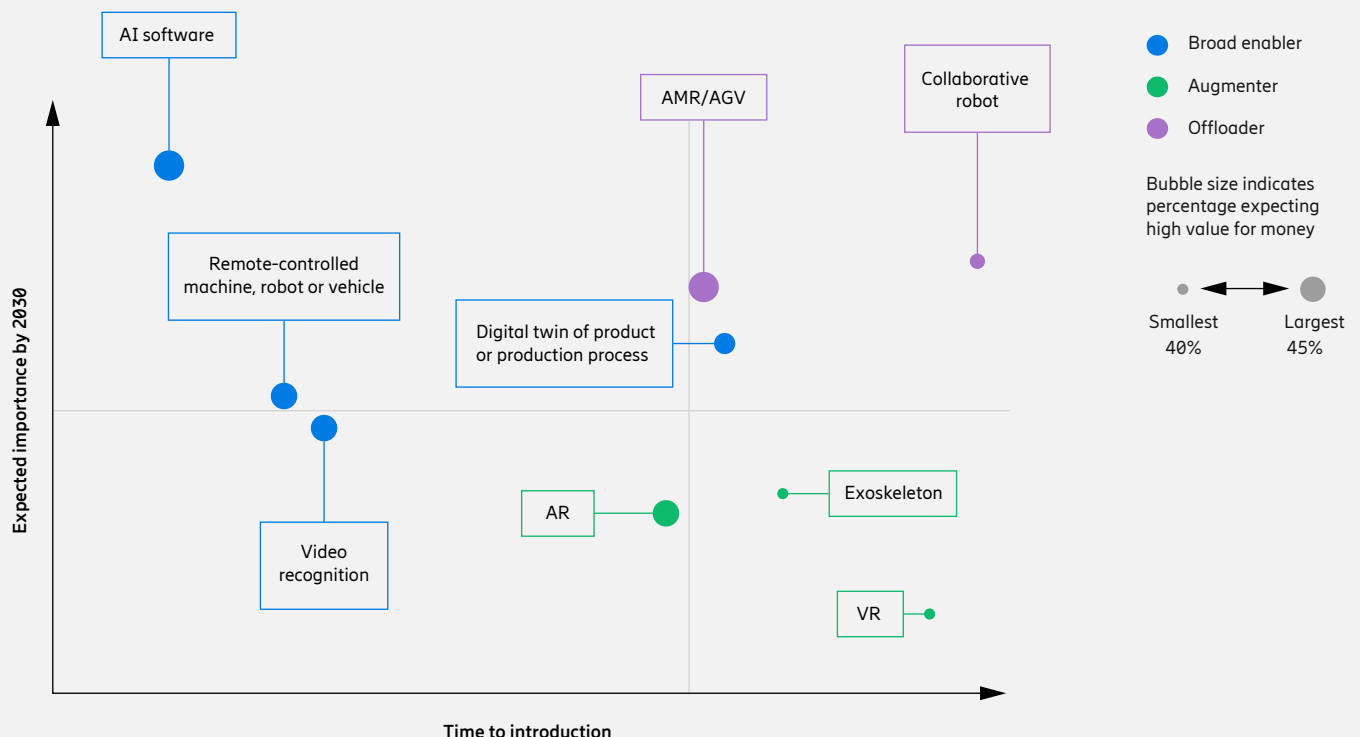 AI software
AMR/AGV
Collaborative
robot
Remote-controlled
machine, robot or vehicle
Digital twin of product
or production process
Video
recognition
AR
Exoskeleton
VR
Expected importance by 2030
Time to introduction
Broad enabler
Augmenter
Offloader
Bubble size indicates
percentage expecting
high value for money
Smallest
40%
Largest
45%